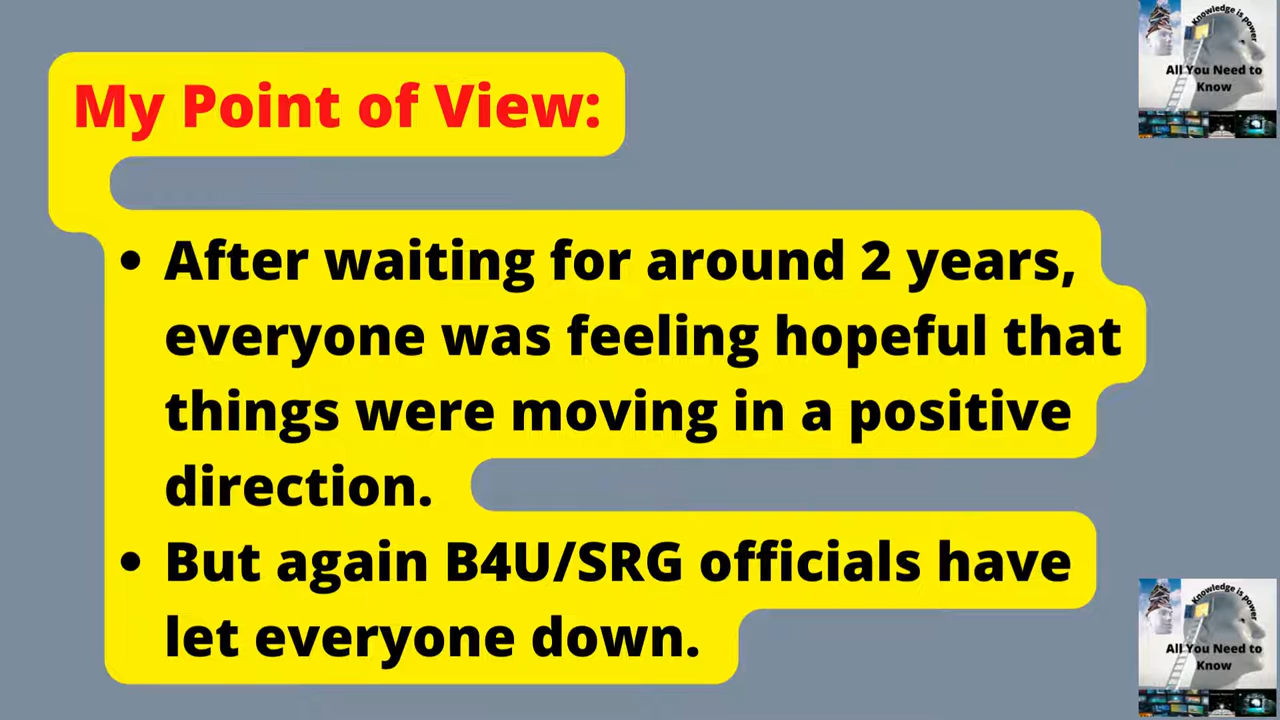 My Point of View:
• After waiting for around 2 years,
everyone was feeling hopeful that
things were moving in a positive
direction.
• But again B4U/SRG officials have
let everyone down.
Knowledge is power
All You Need to
Know
Knowledge is power
All You Need to
Know